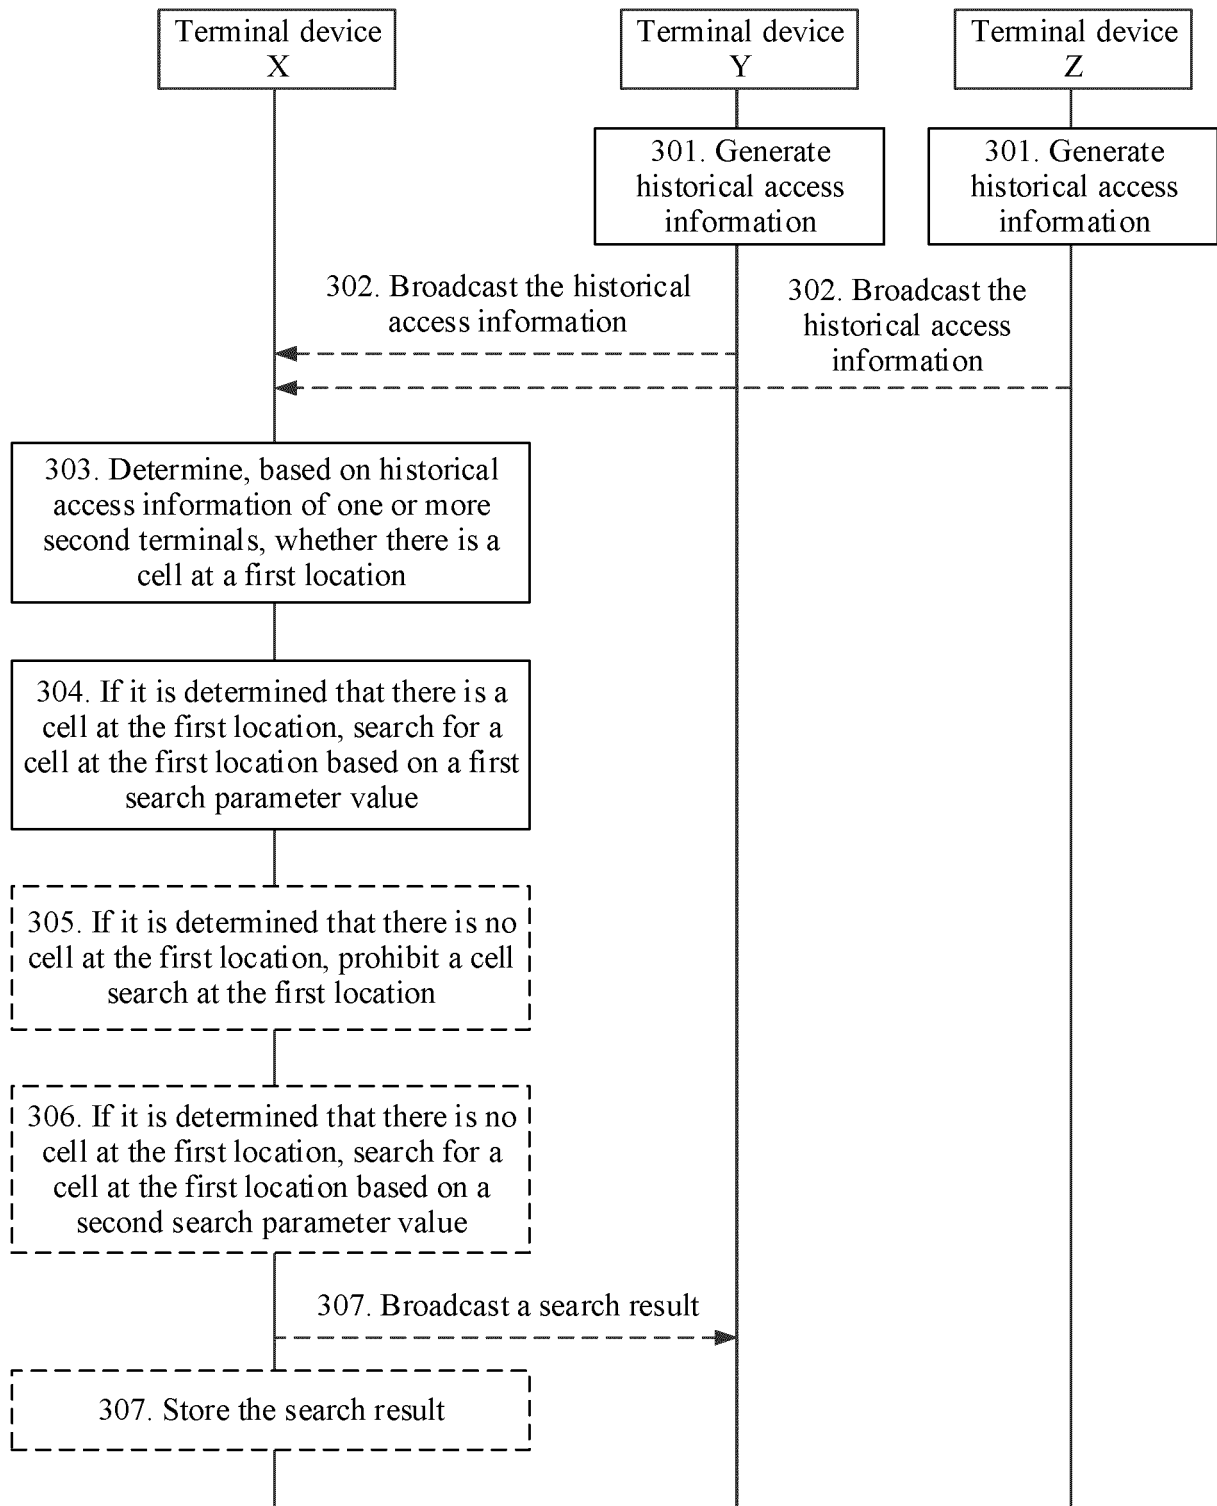 Terminal device
X
Terminal device
Y
Terminal device
Z
301. Generate
historical access
information
301. Generate
historical access
information
302. Broadcast the historical
access information
302. Broadcast the
historical access
information
303. Determine, based on historical
access information of one or more
second terminals, whether there is a
cell at a first location
304. If it is determined that there is a
cell at the first location, search for a
cell at the first location based on a first
search parameter value
305. If it is determined that there is no
cell at the first location, prohibit a cell
search at the first location
306. If it is determined that there is no
cell at the first location, search for a
cell at the first location based on a
second search parameter value
307. Broadcast a search result
307. Store the search result